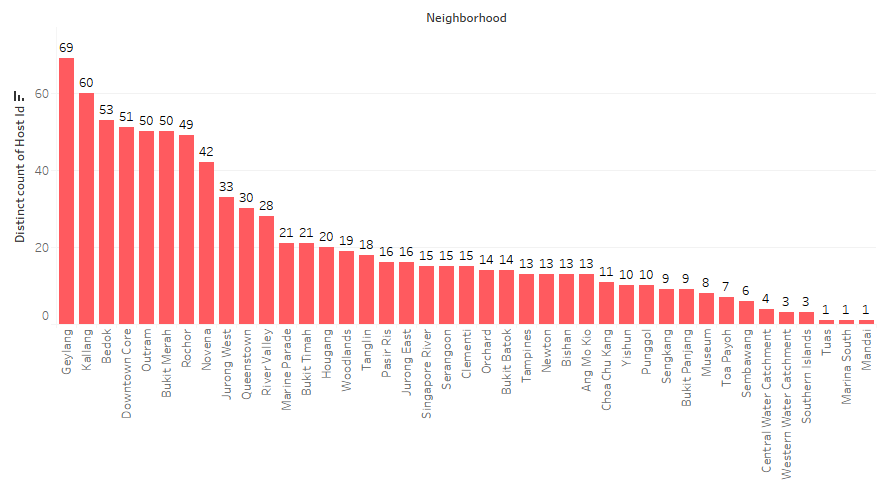 Neighborhood
Distinct count of Host Id
60
40
20
0
69
60
53
51
50
50
49
42
33
30
28
21
21
20
19
18
16
16
15
15
15
14
14
13
13
13
13
11
10
10
9
9
8
7
6
4
3
3
1
1
1
Geylang
Kallang
Bedok
Downtown Core
Outram
Bukit Merah
Rochor
Novena
Jurong West
Queenstown
River Valley
Marine Parade
Bukit Timah
Hougang
Woodlands
Tanglin
Pasir Ris
Jurong East
Singapore River
Serangoon
Clementi
Orchard
Bukit Batok
Tampines
Newton
Bishan
Ang Mo Kio
Choa Chu Kang
Yishun
Punggol
Sengkang
Bukit Panjang
Museum
Toa Payoh
Sembawang
Central Water Catchment
Western Water Catchment
Southern Islands
Tuas
Marina South
Mandai